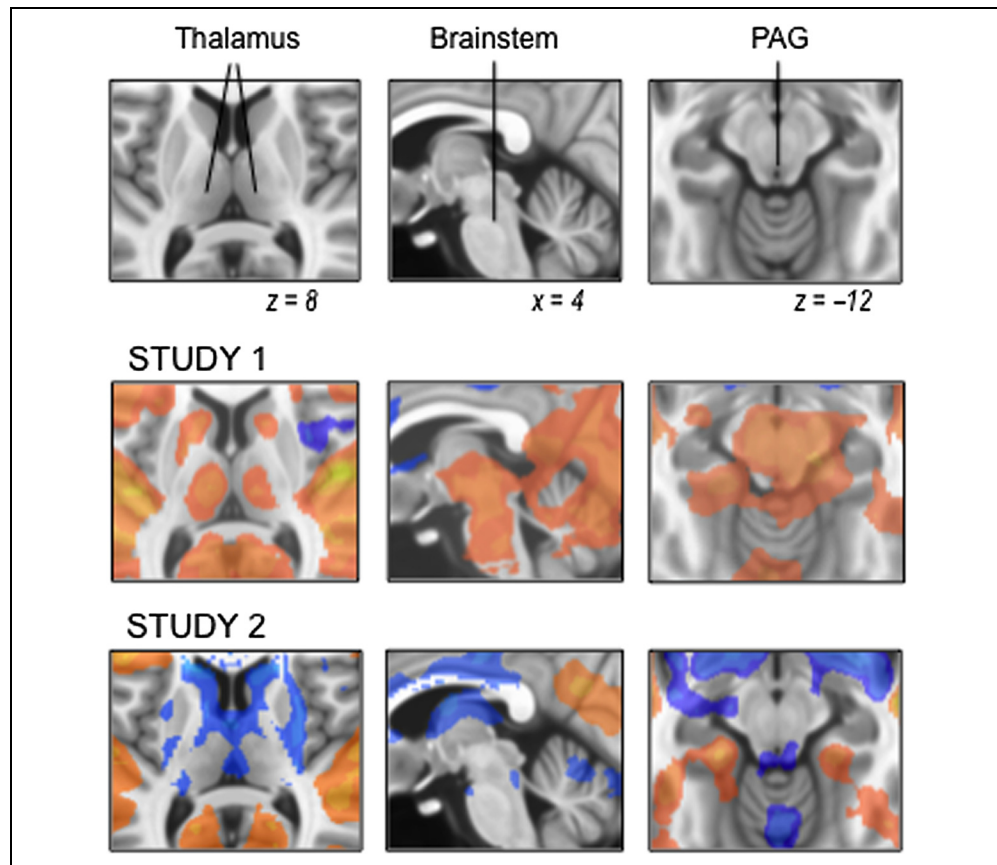 Thalamus Brainstem PAG
z = 8 x = 4 z = –12
STUDY 1
STUDY 2